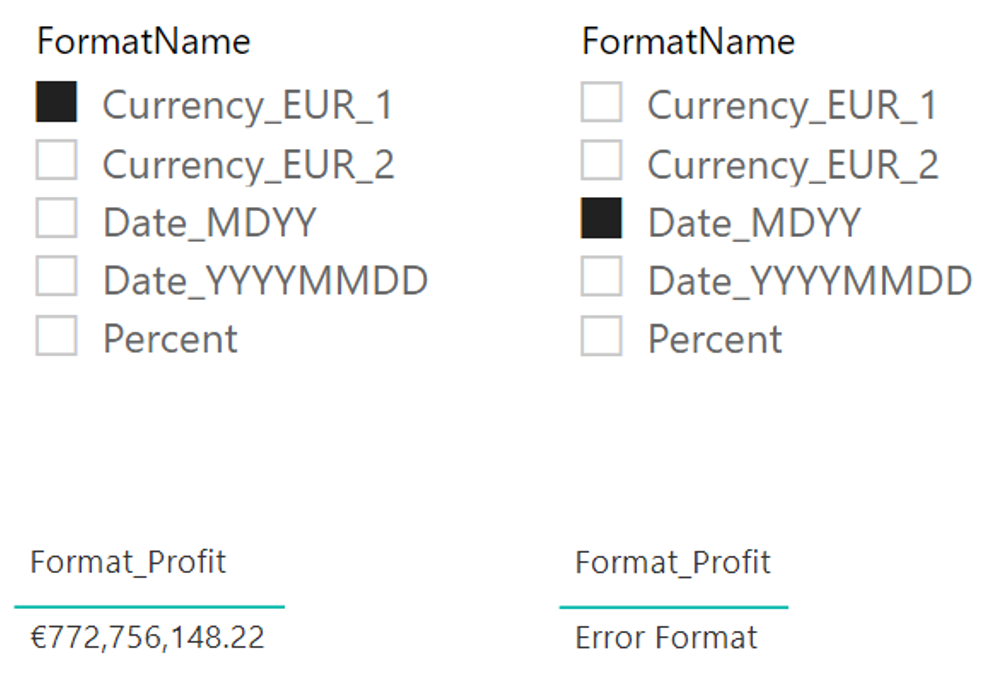 FormatName
Currency_EUR_1
Currency_EUR_2
Date_MDYY
Date_YYYYMMDD
Percent
Format_Profit
€772,756,148.22
FormatName
Currency_EUR_1
Currency_EUR_2
Date_MDYY
Date_YYYYMMDD
Percent
Format_Profit
Error Format